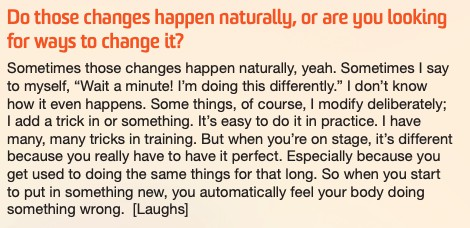 Do those changes happen naturally, or are you looking
for ways to change it?
Sometimes those changes happen naturally, yeah. Sometimes I say
to myself, “Wait a minute! I’m doing this differently.” I don’t know
how it even happens. Some things, of course, I modify deliberately;
I add a trick in or something. It’s easy to do it in practice. I have
many, many tricks in training. But when you’re on stage, it’s different
because you really have to have it perfect. Especially because you
get used to doing the same things for that long. So when you start
to put in something new, you automatically feel your body doing
something wrong.  [Laughs]